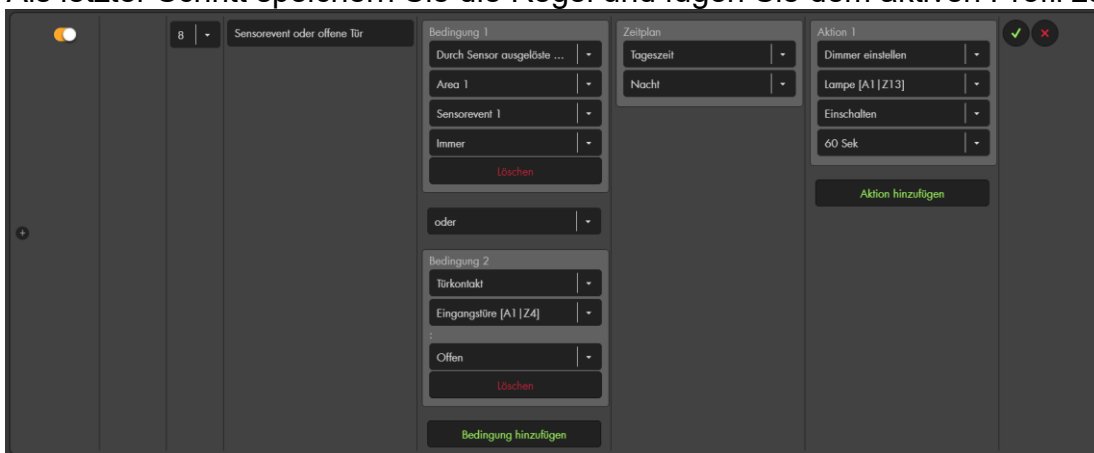 Als letzter Schritt speichern Sie die Regel und fügen Sie dem aktiven Profil
8
Sensorevent oder offene Tür
Bedingung 1
Durch Sensor ausgelöste ...
Area 1
Sensorevent 1
Immer
Löschen
oder
Bedingung 2
Türkontakt
Eingangstüre [A1|Z4]
:
Offen
Löschen
Bedingung hinzufügen
Zeitplan
Tageszeit
Nacht
Aktion 1
Dimmer einstellen
Lampe [A1|Z13]
Einschalten
60 Sek
Aktion hinzufügen